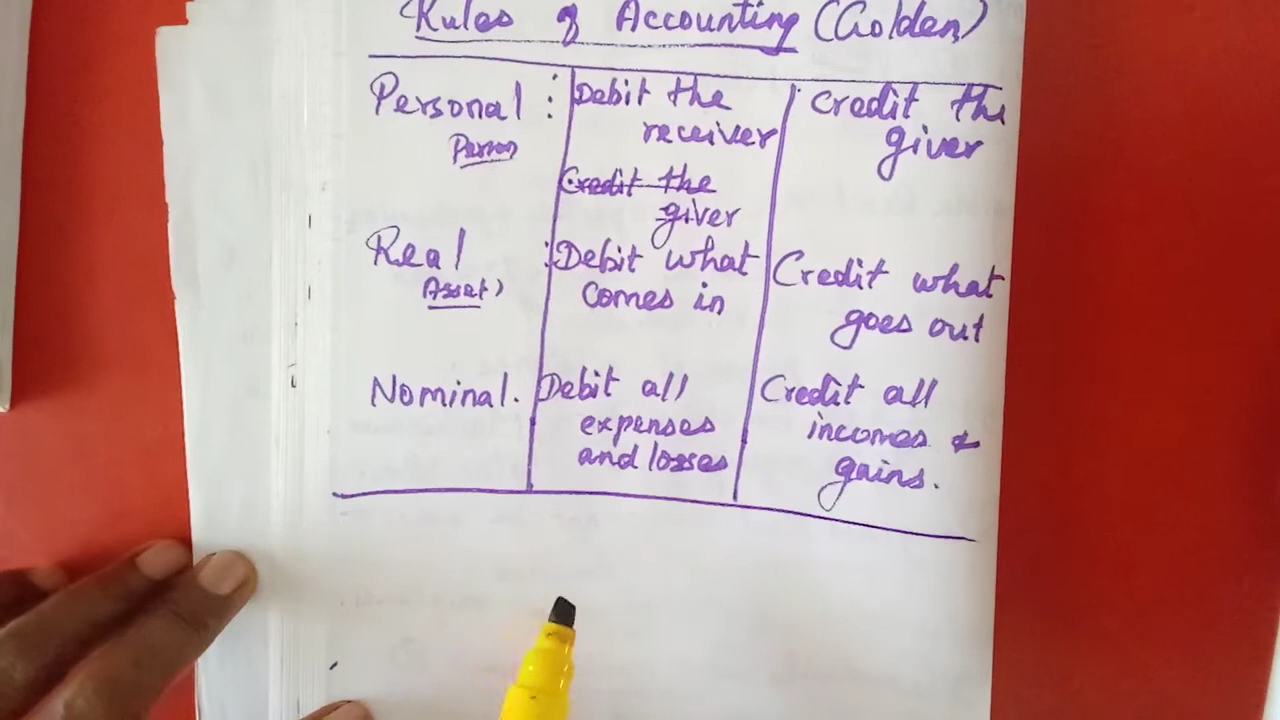 Rules of Accounting (Golden)
Personal : Debit the Credit the
Person receiver giver
Credit the
giver
Real : Debit what Credit what
Asset) comes in goes out
Nominal. Debit all Credit all
expenses incomes &
and losses gains.